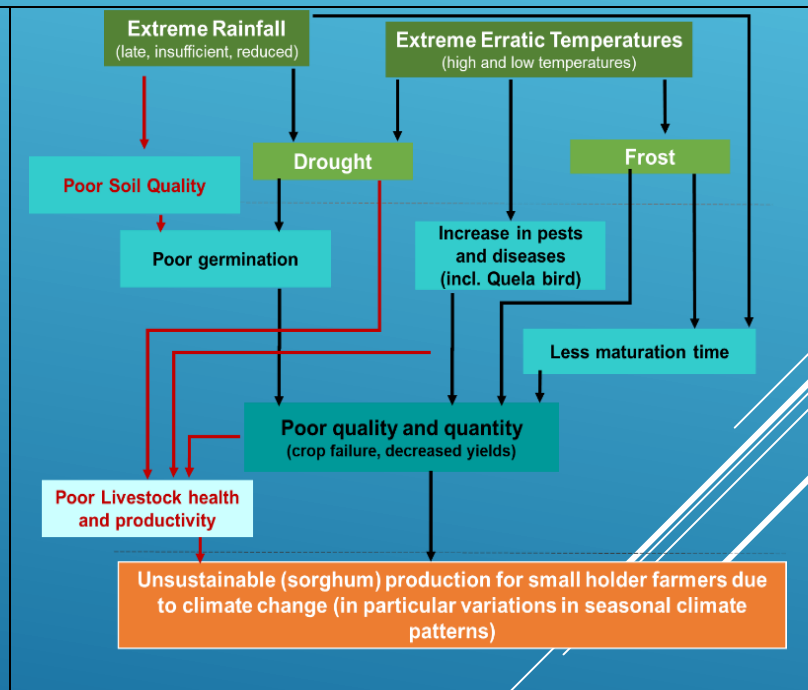 Extreme Rainfall
(late, insufficient, reduced)
Extreme Erratic Temperatures
(high and low temperatures)
Drought
Frost
Poor Soil Quality
Poor germination
Increase in pests
and diseases
(incl. Quela bird)
Less maturation time
Poor quality and quantity
(crop failure, decreased yields)
Poor Livestock health
and productivity
Unsustainable (sorghum) production for small holder farmers due
to climate change (in particular variations in seasonal climate
patterns)